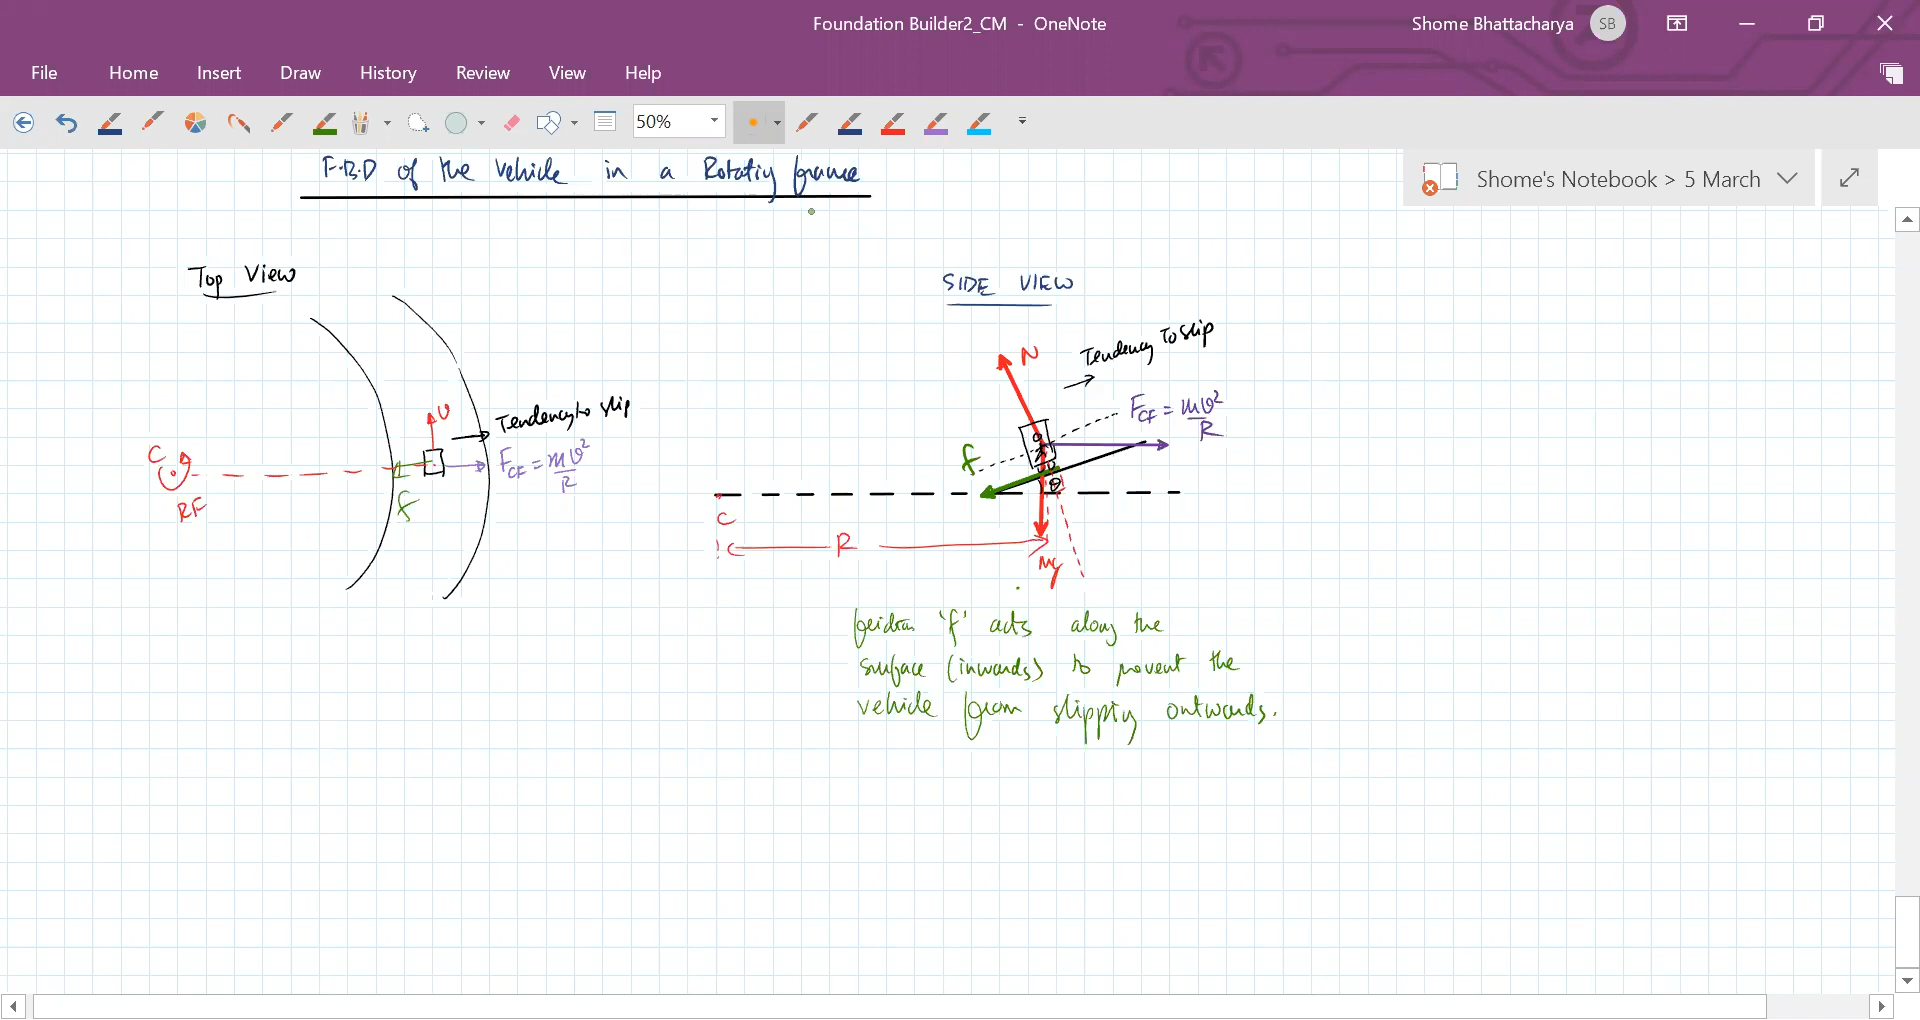 Foundation Builder2_CM - OneNote
Shome Bhattacharya
SB
File
Home
Insert
Draw
History
Review
View
Help
50%
Shome's Notebook > 5 March
F.B.D of the Vehicle in a Rotating frame
Top View
SIDE VIEW
Tendency To slip
N
F_CF = mv²/R
v
Tendency to slip
F_CF = mv²/R
C
RF
f
f
θ
C
R
Mg
friction 'f' acts along the
surface (inwards) to prevent the
vehicle from slipping outwards.